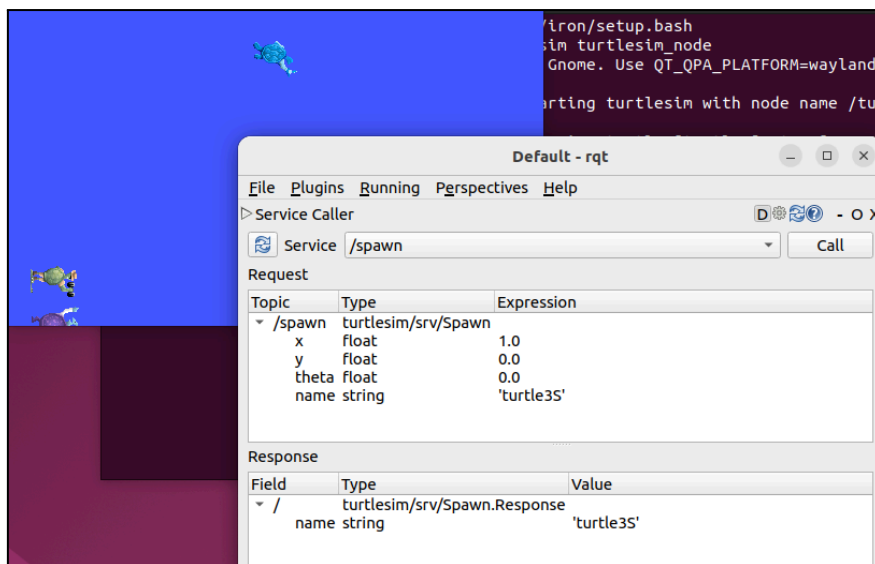 /iron/setup.bash
sim turtlesim_node
Gnome. Use QT_QPA_PLATFORM=wayland
arting turtlesim with node name /tu
Default - rqt
File Plugins Running Perspectives Help
Service Caller D - O X
Service /spawn Call
Request
Topic Type Expression
/spawn turtlesim/srv/Spawn
x float 1.0
y float 0.0
theta float 0.0
name string 'turtle3S'
Response
Field Type Value
/ turtlesim/srv/Spawn.Response
name string 'turtle3S'